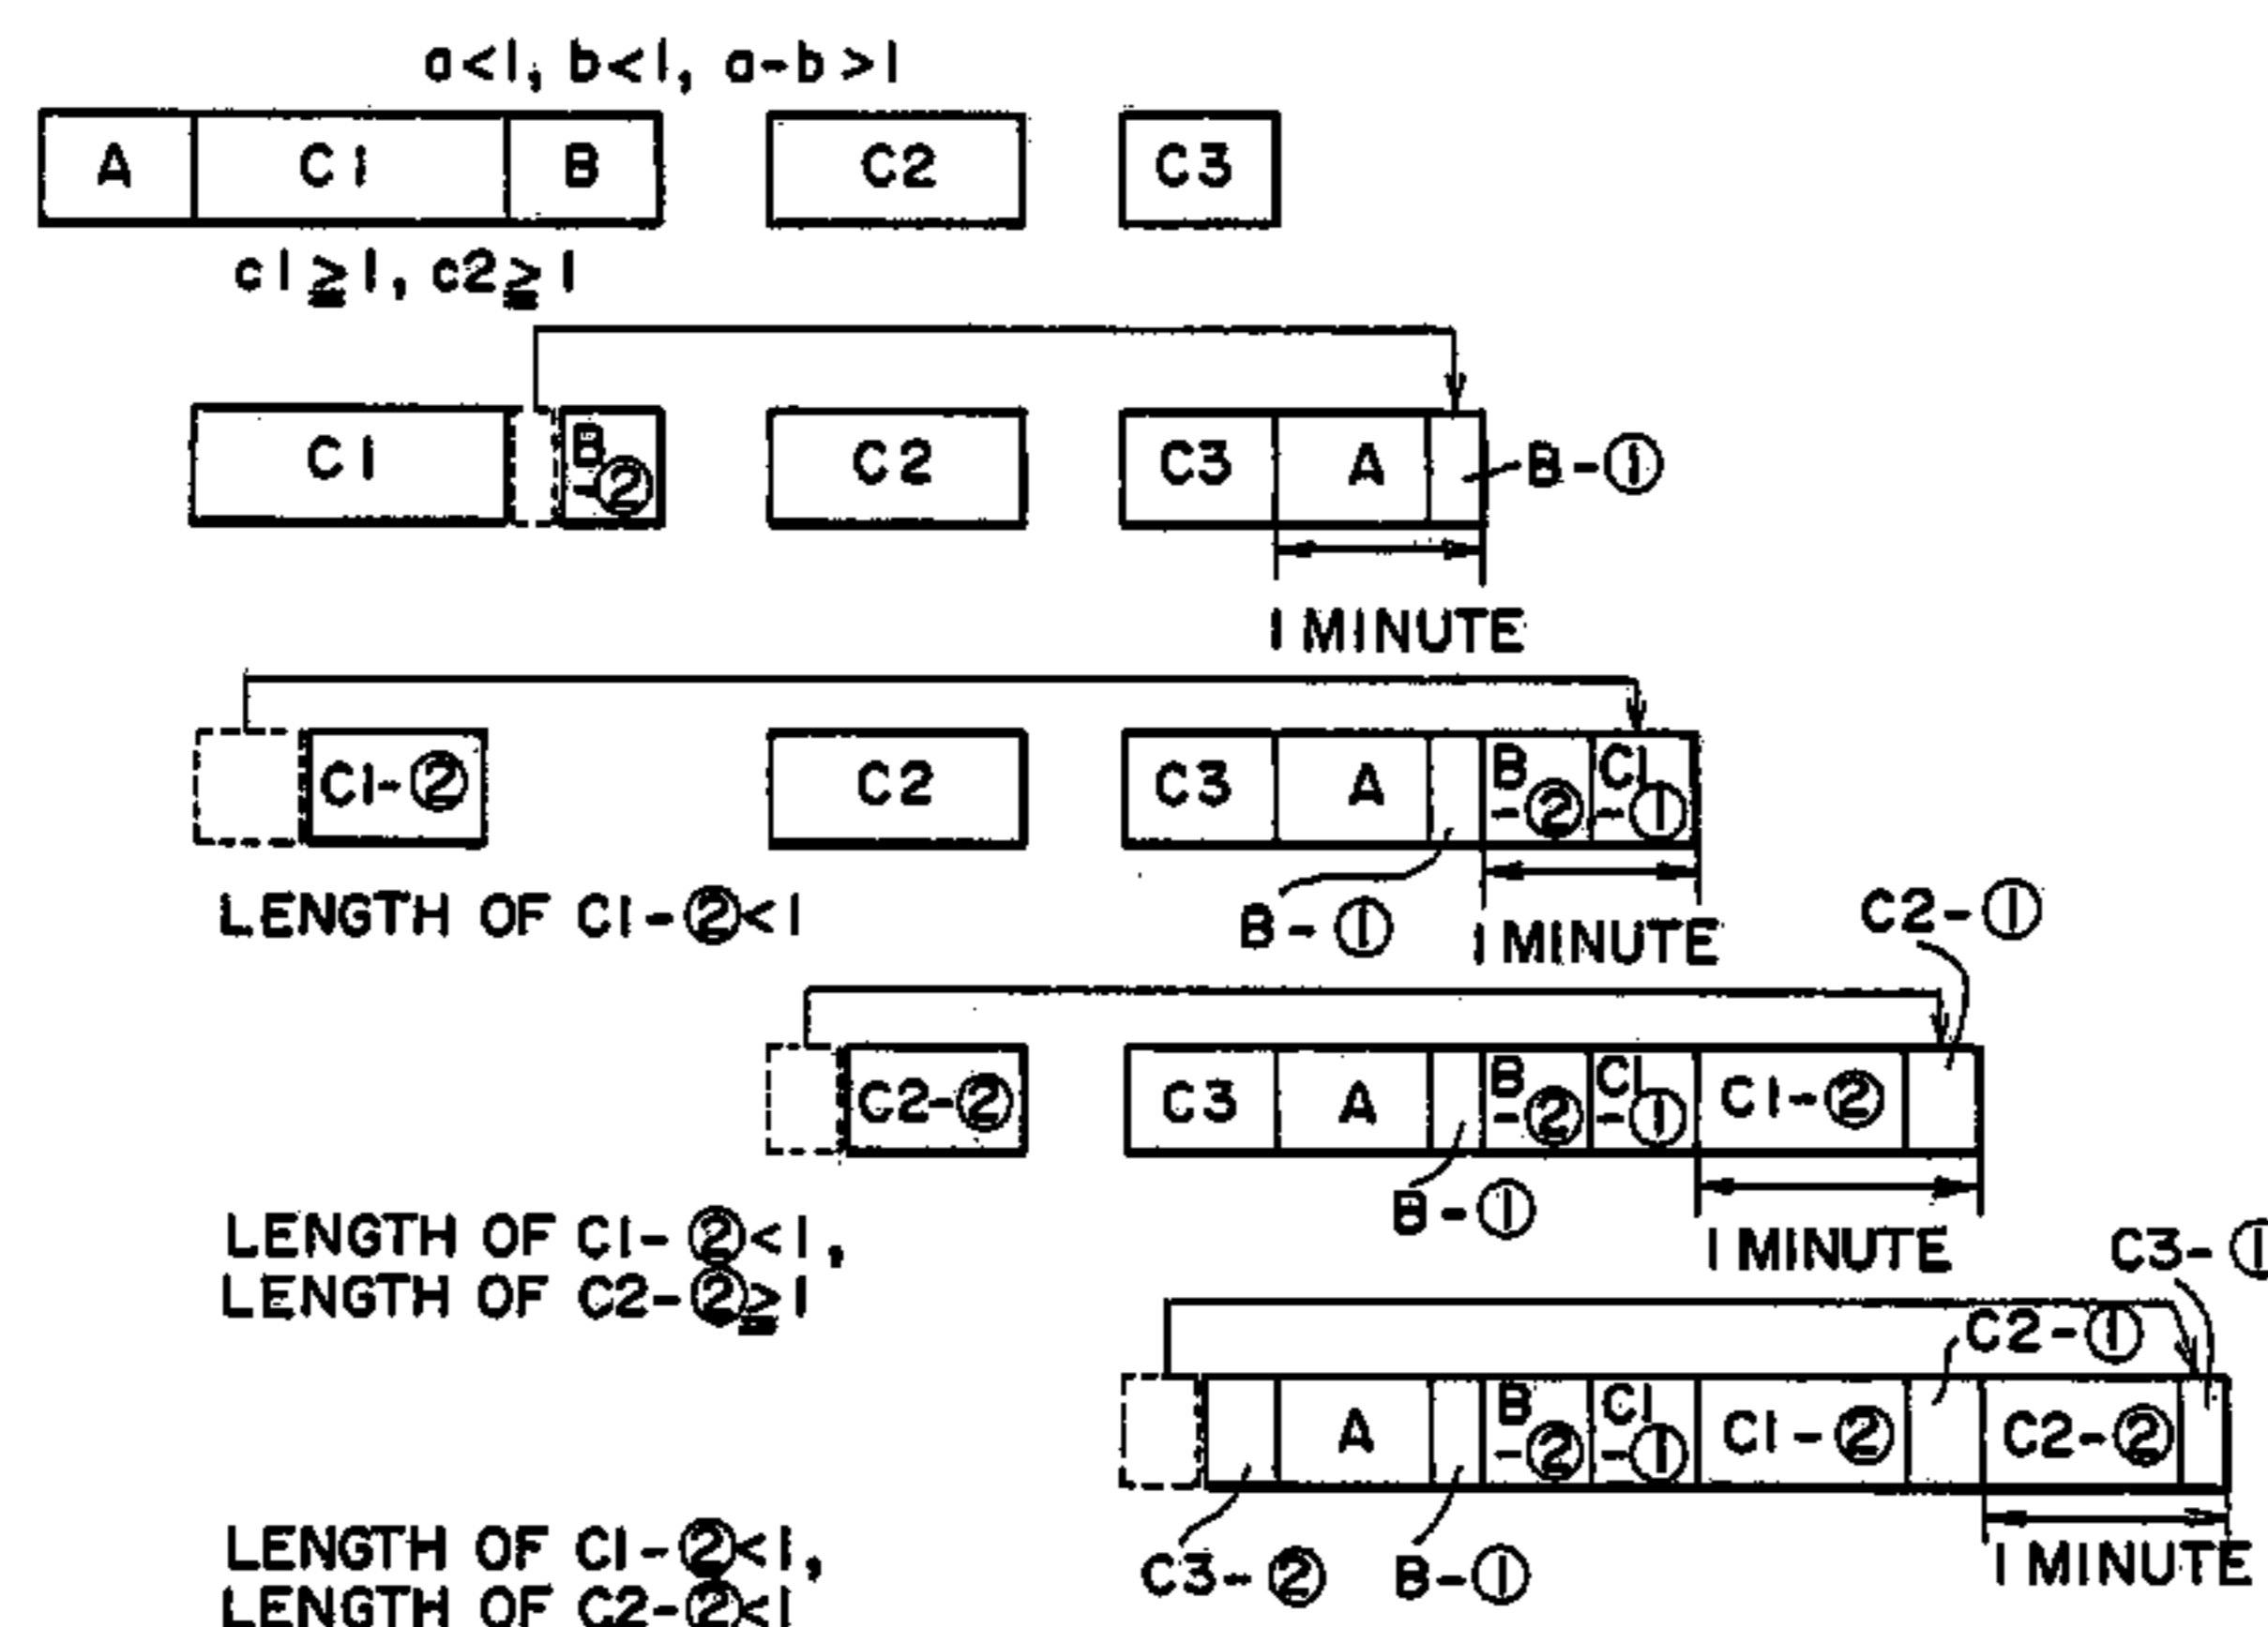 a<1, b<1, a-b>1
A C1 B C2 C3
c1≧1, c2≧1
C1 B-② C2 C3 A B-①
1 MINUTE
C1-② C2 C3 A B-② C1-①
LENGTH OF C1-②<1
B-① 1 MINUTE C2-①
C2-② C3 A B-② C1-① C1-②
B-①
LENGTH OF C1-②<1, 1 MINUTE C3-①
LENGTH OF C2-②≧1
C2-①
A B-② C1-① C1-② C2-②
LENGTH OF C1-②<1, C3-② B-① 1 MINUTE
LENGTH OF C2-②<1